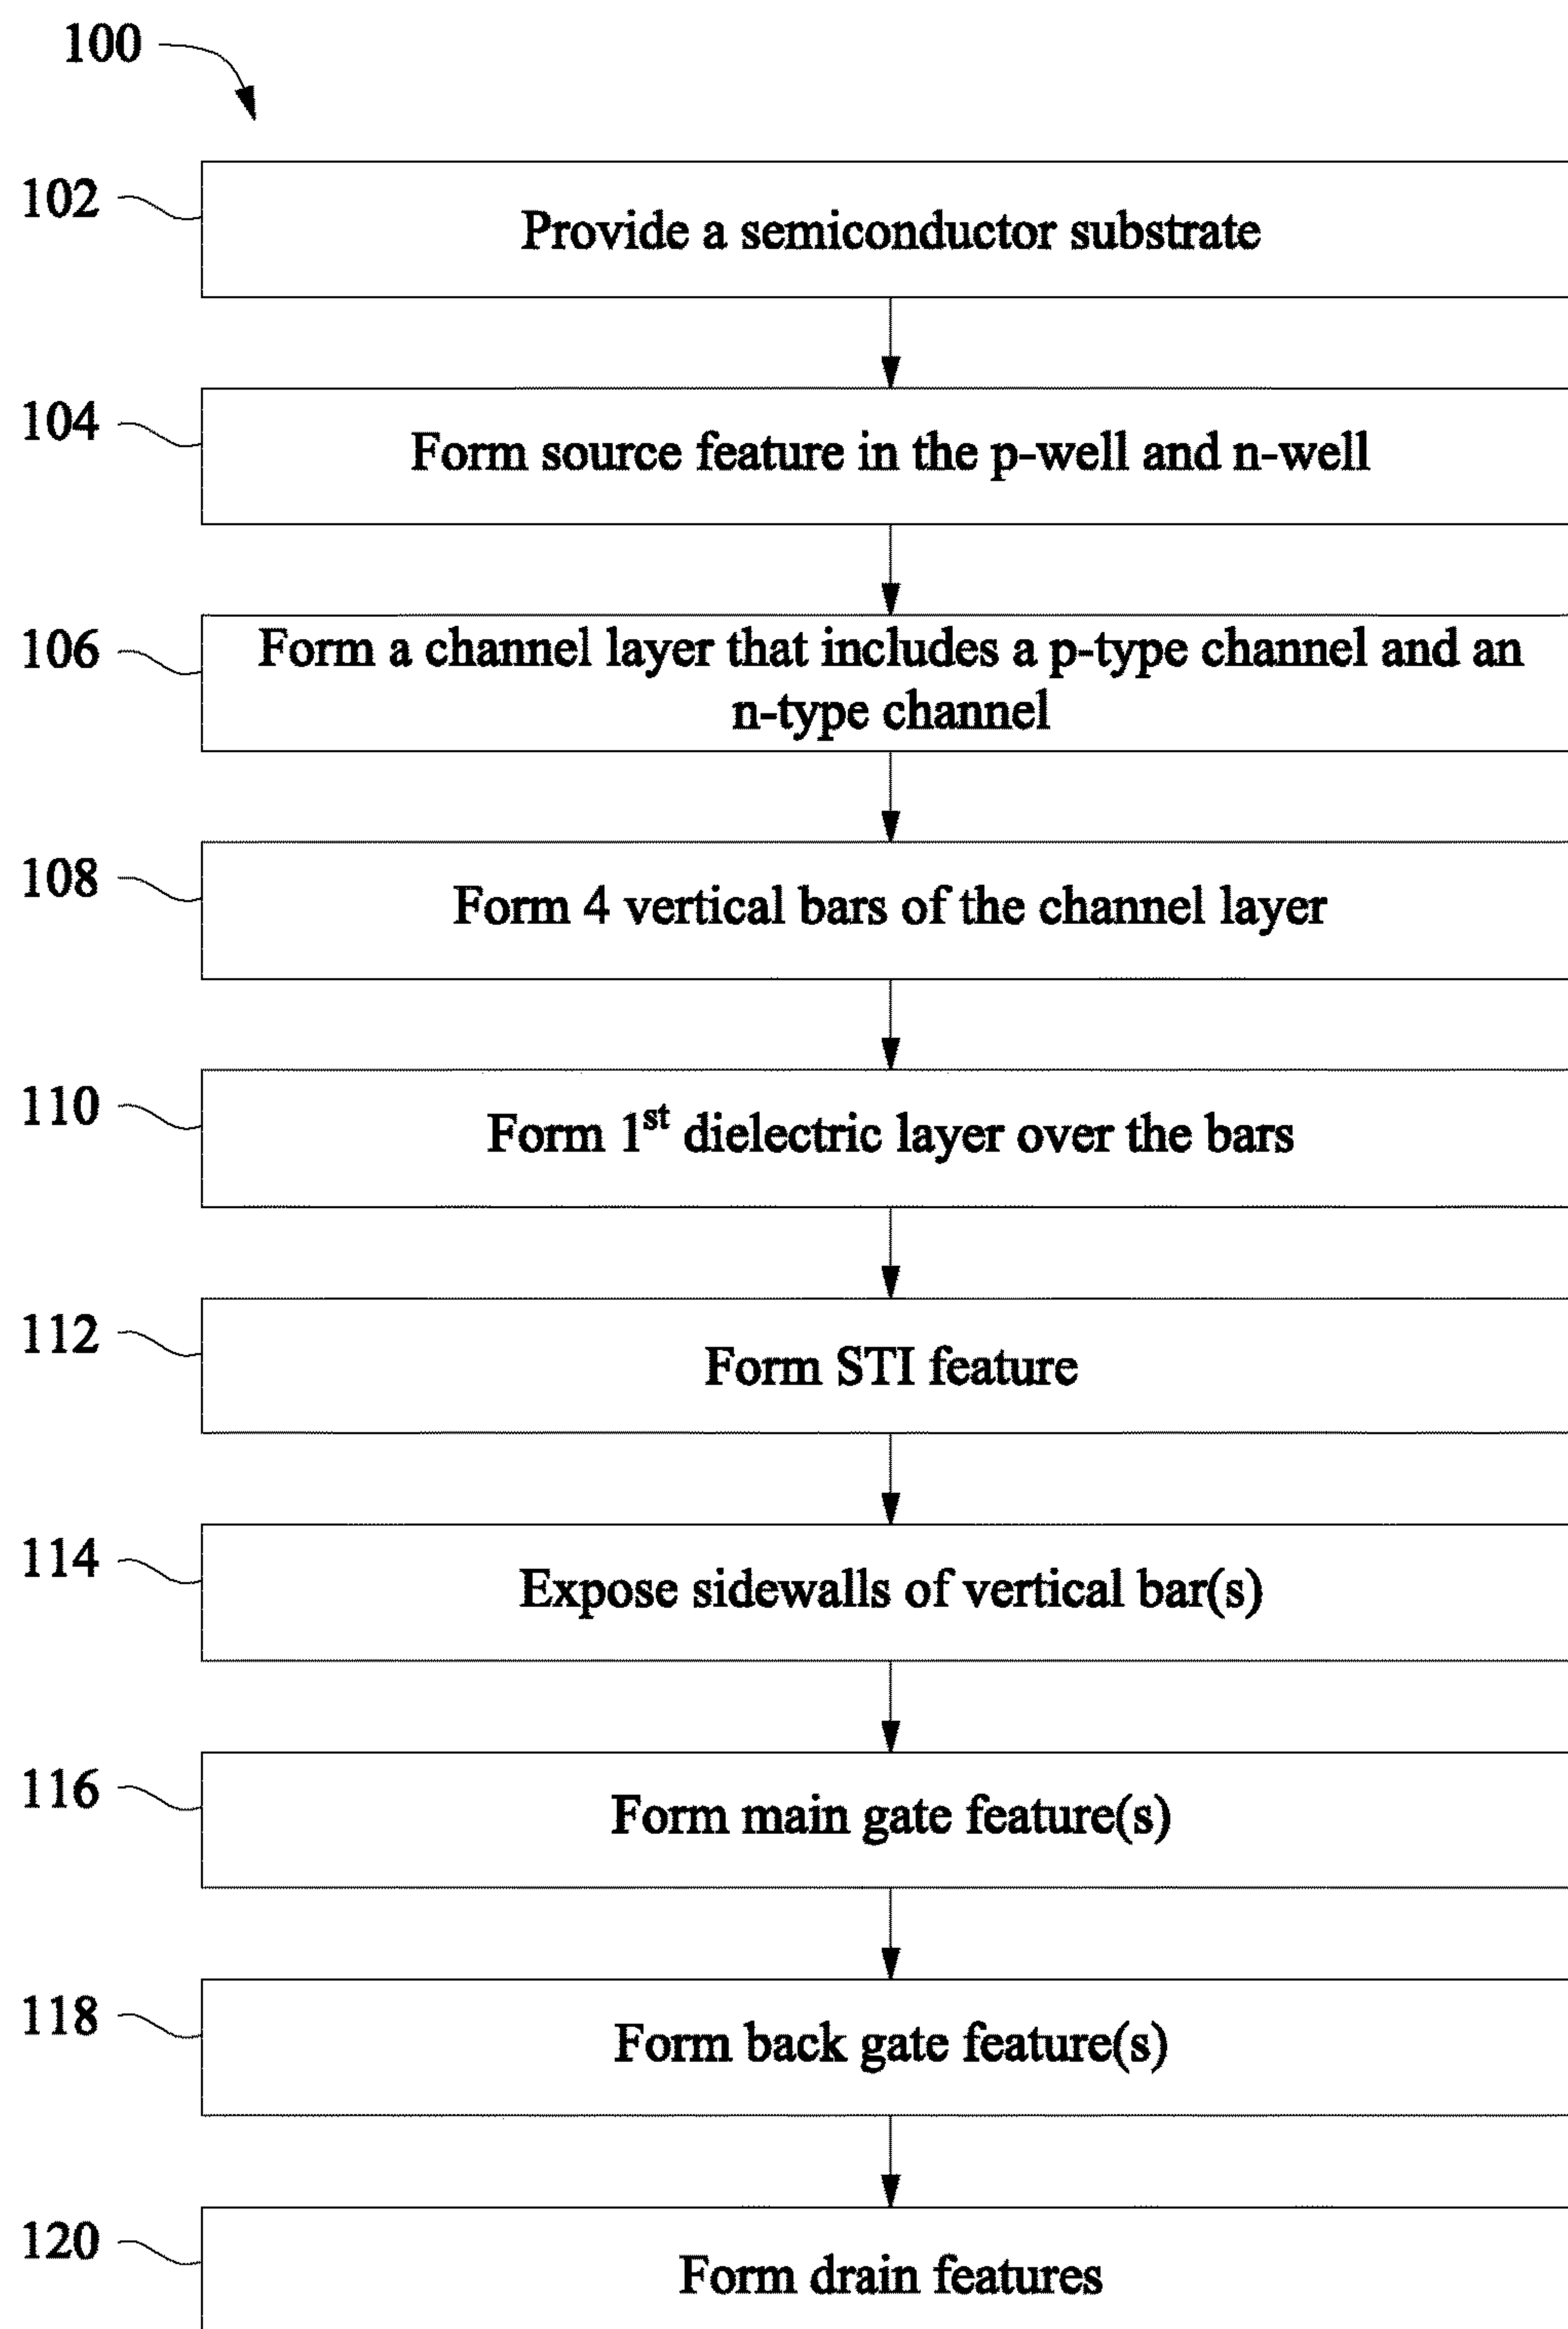 100
102
Provide a semiconductor substrate
104
Form source feature in the p-well and n-well
106
Form a channel layer that includes a p-type channel and an
n-type channel
108
Form 4 vertical bars of the channel layer
110
Form 1st dielectric layer over the bars
112
Form STI feature
114
Expose sidewalls of vertical bar(s)
116
Form main gate feature(s)
118
Form back gate feature(s)
120
Form drain features